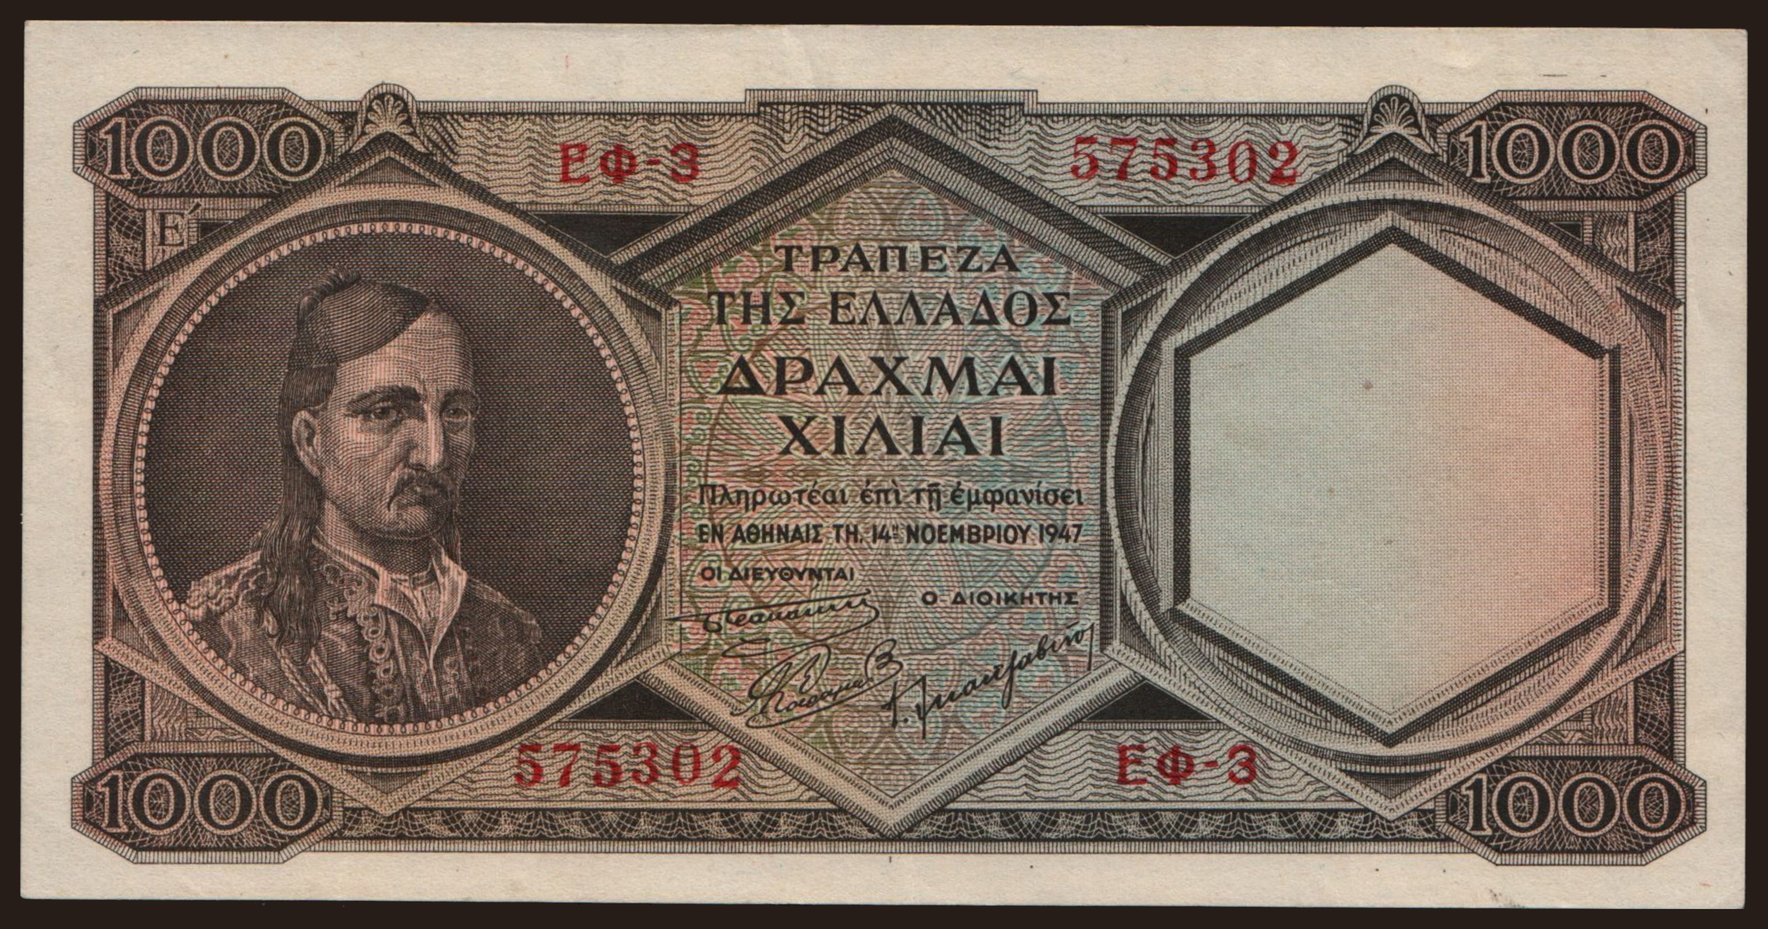 1000
1000
ΕΦ-3
575302
Έ
ΤΡΑΠΕΖΑ
ΤΗΣ ΕΛΛΑΔΟΣ
ΔΡΑΧΜΑΙ
ΧΙΛΙΑΙ
Πληρωτέαι ἐπὶ τῇ ἐμφανίσει
ΕΝ ΑΘΗΝΑΙΣ ΤΗ, 14ῃ ΝΟΕΜΒΡΙΟΥ 1947
ΟΙ ΔΙΕΥΘΥΝΤΑΙ
Ο ΔΙΟΙΚΗΤΗΣ
575302
ΕΦ-3
1000
1000